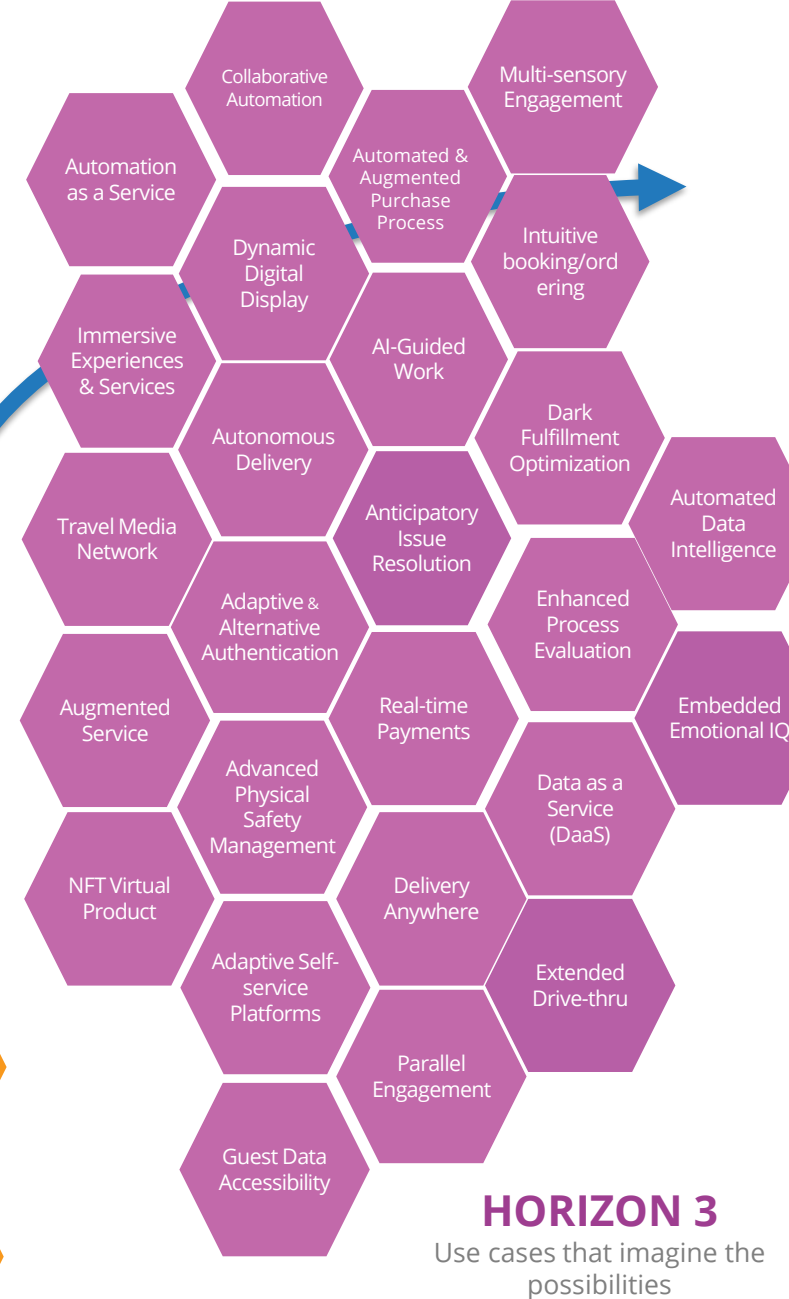 Collaborative
Automation
Multi-sensory
Engagement
Automation
as a Service
Automated &
Augmented
Purchase
Process
Dynamic
Digital
Display
Intuitive
booking/ord
ering
Immersive
Experiences
& Services
AI-Guided
Work
Autonomous
Delivery
Dark
Fulfillment
Optimization
Travel Media
Network
Anticipatory
Issue
Resolution
Automated
Data
Intelligence
Adaptive &
Alternative
Authentication
Enhanced
Process
Evaluation
Augmented
Service
Real-time
Payments
Embedded
Emotional IQ
Advanced
Physical
Safety
Management
Data as a
Service
(DaaS)
NFT Virtual
Product
Delivery
Anywhere
Adaptive Self-
service
Platforms
Extended
Drive-thru
Parallel
Engagement
Guest Data
Accessibility
HORIZON 3
Use cases that imagine the
possibilities